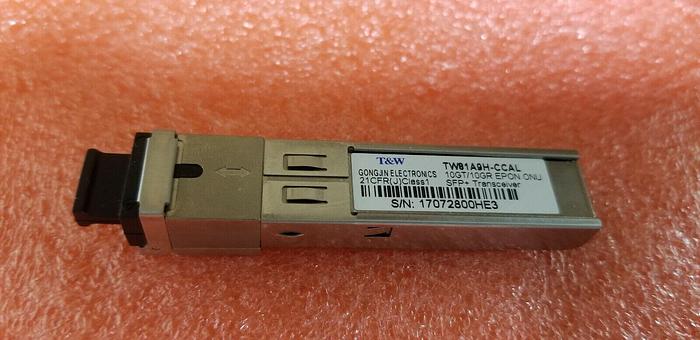 T&W TW81A9H-CCAL
GONGJIN ELECTRONICS 10GT/10GR EPON ONU
21CFR(J)Class1 SFP+ Transceiver
S/N: 17072800HE3